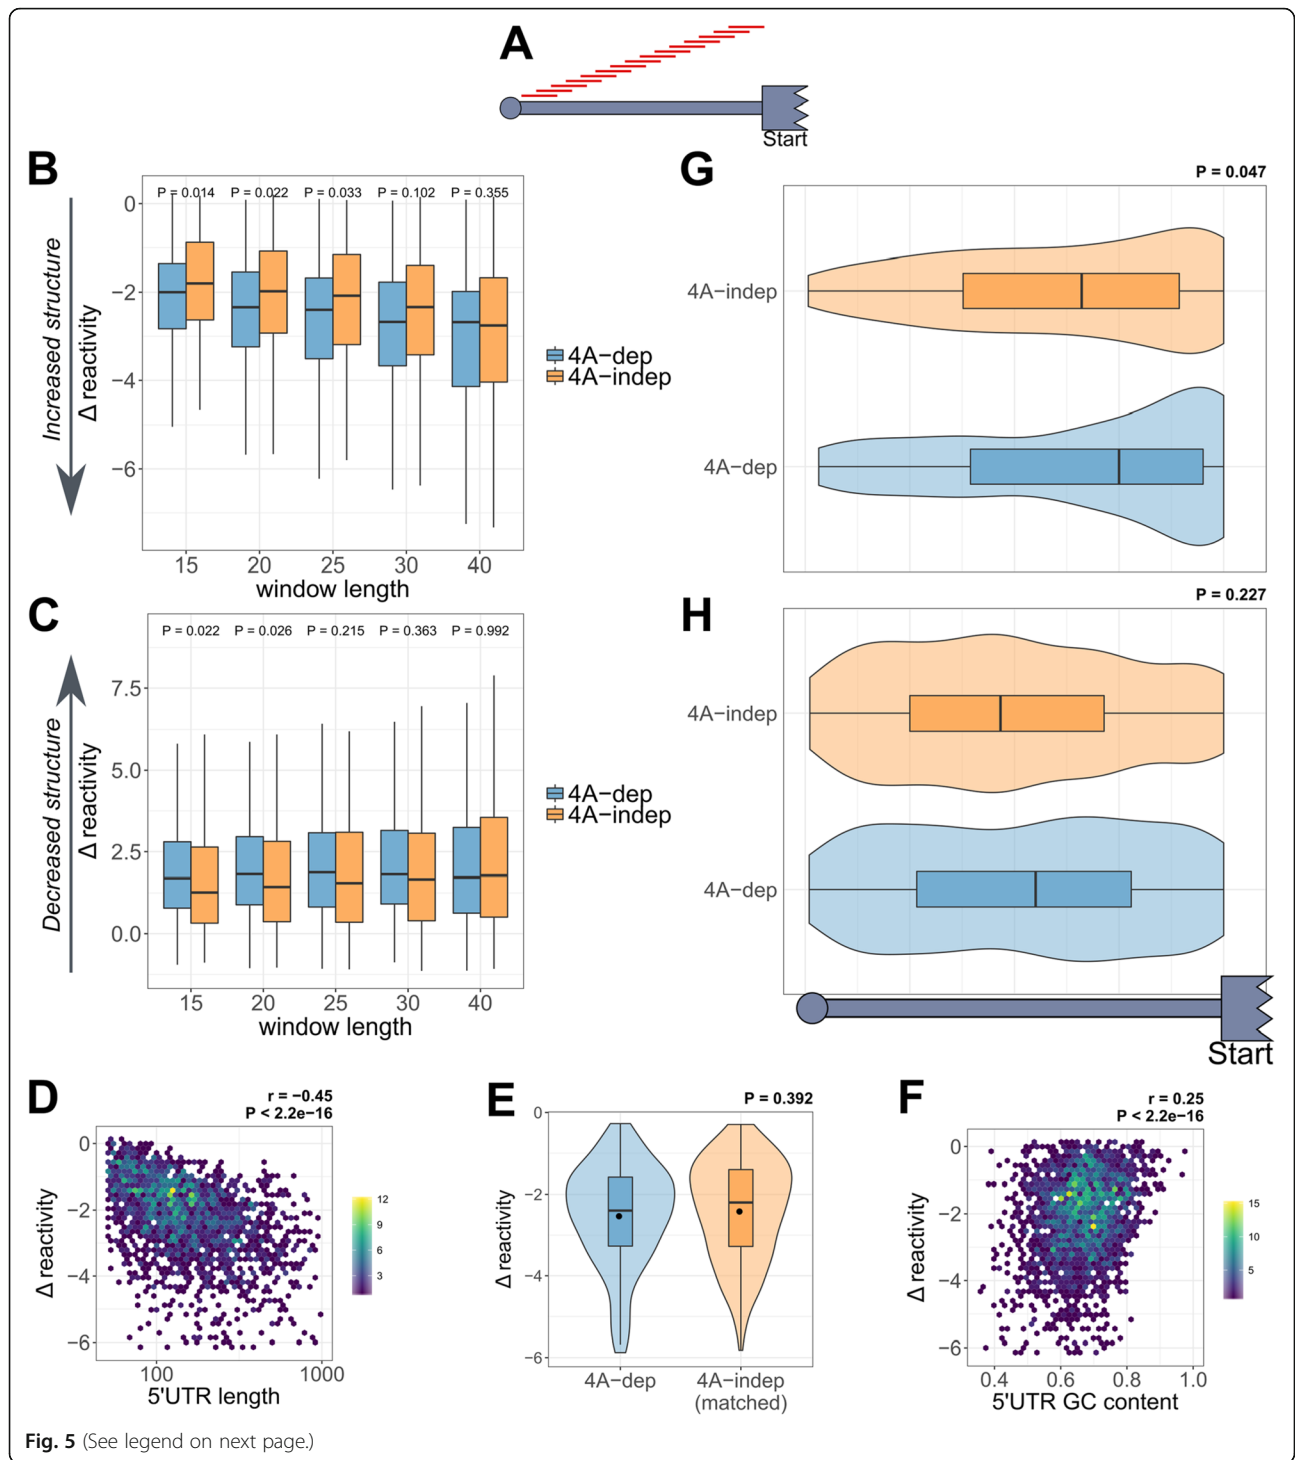 A
Start
B
Increased structure
Δ reactivity
P = 0.014 P = 0.022 P = 0.033 P = 0.102 P = 0.355
0
−2
−4
−6
15 20 25 30 40
window length
4A−dep
4A−indep
C
Decreased structure
Δ reactivity
P = 0.022 P = 0.026 P = 0.215 P = 0.363 P = 0.992
7.5
5.0
2.5
0.0
15 20 25 30 40
window length
4A−dep
4A−indep
G
P = 0.047
4A−indep
4A−dep
H
P = 0.227
4A−indep
4A−dep
Start
D
r = −0.45
P < 2.2e−16
Δ reactivity
0
−2
−4
−6
100 1000
5'UTR length
12
9
6
3
E
P = 0.392
Δ reactivity
0
−2
−4
−6
4A−dep 4A−indep
(matched)
F
r = 0.25
P < 2.2e−16
Δ reactivity
0
−2
−4
−6
0.4 0.6 0.8 1.0
5'UTR GC content
15
10
5
Fig. 5 (See legend on next page.)